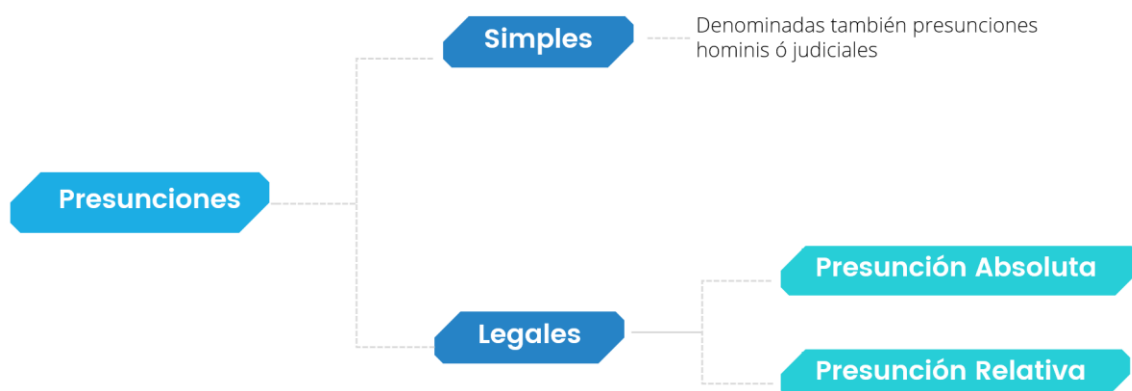 Simples
Denominadas también presunciones
hominis ó judiciales
Presunciones
Presunción Absoluta
Legales
Presunción Relativa